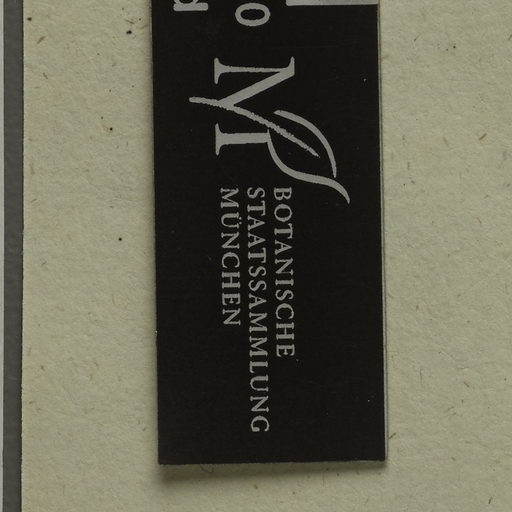 M
BOTANISCHE
STAATSSAMMLUNG
MÜNCHEN